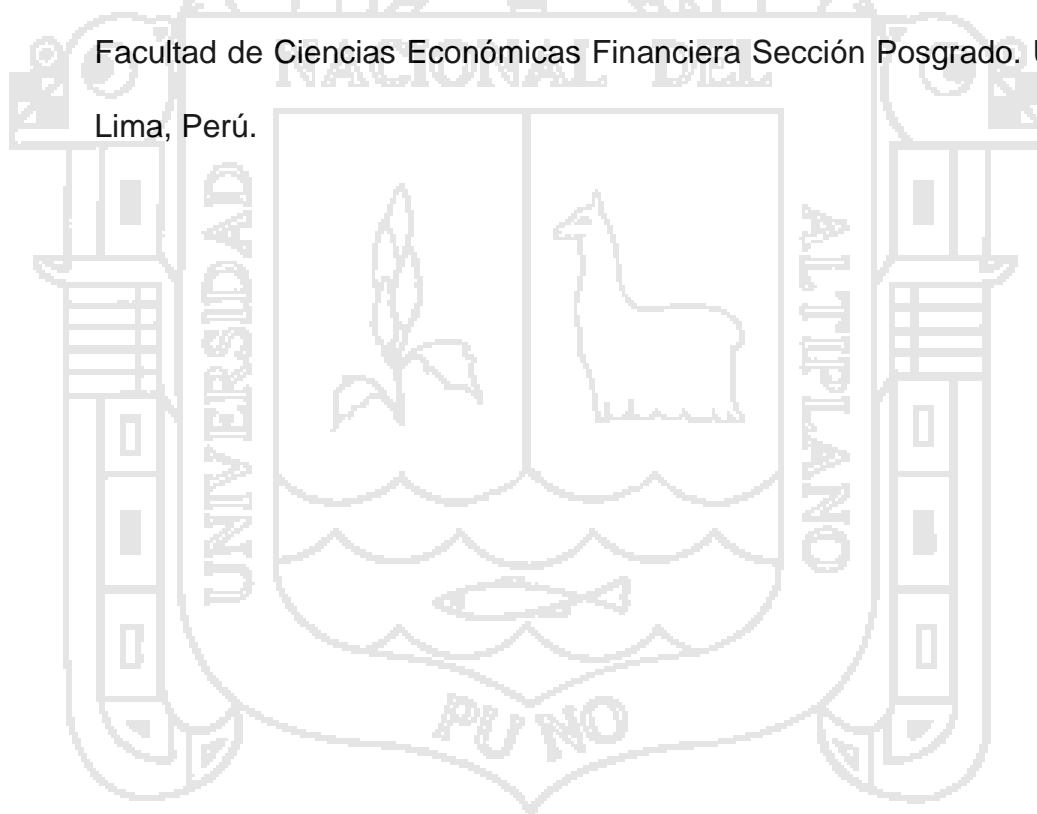 NACIONAL DEL
Facultad de Ciencias Económicas Financiera Sección Posgrado.
Lima, Perú.
UNIVERSIDAD
ALTIPLANO
PUNO